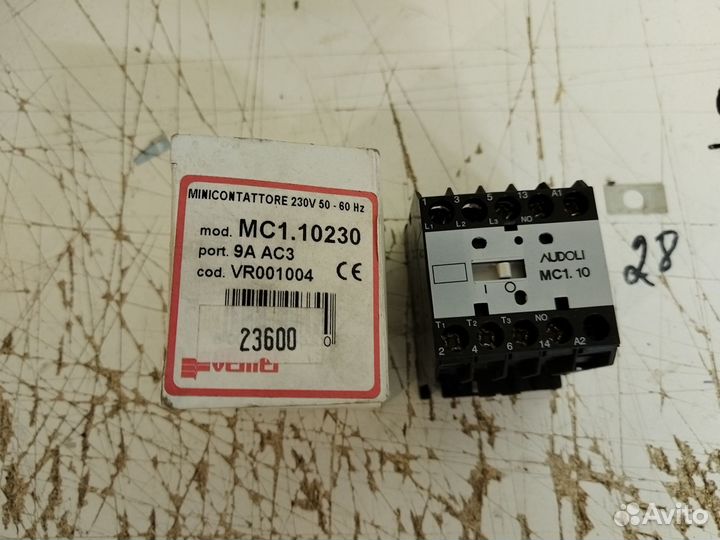 MINICONTATTORE 230V 50 - 60 Hz
mod. MC1.10230
port. 9A AC3
cod. VR001004 CE
23600
O
1 3 5 13 A1
L1 L2 L3 NO
AUDOLI
MC1. 10
I O
T1 T2 T3 NO
2 4 6 14 A2
28
Avito